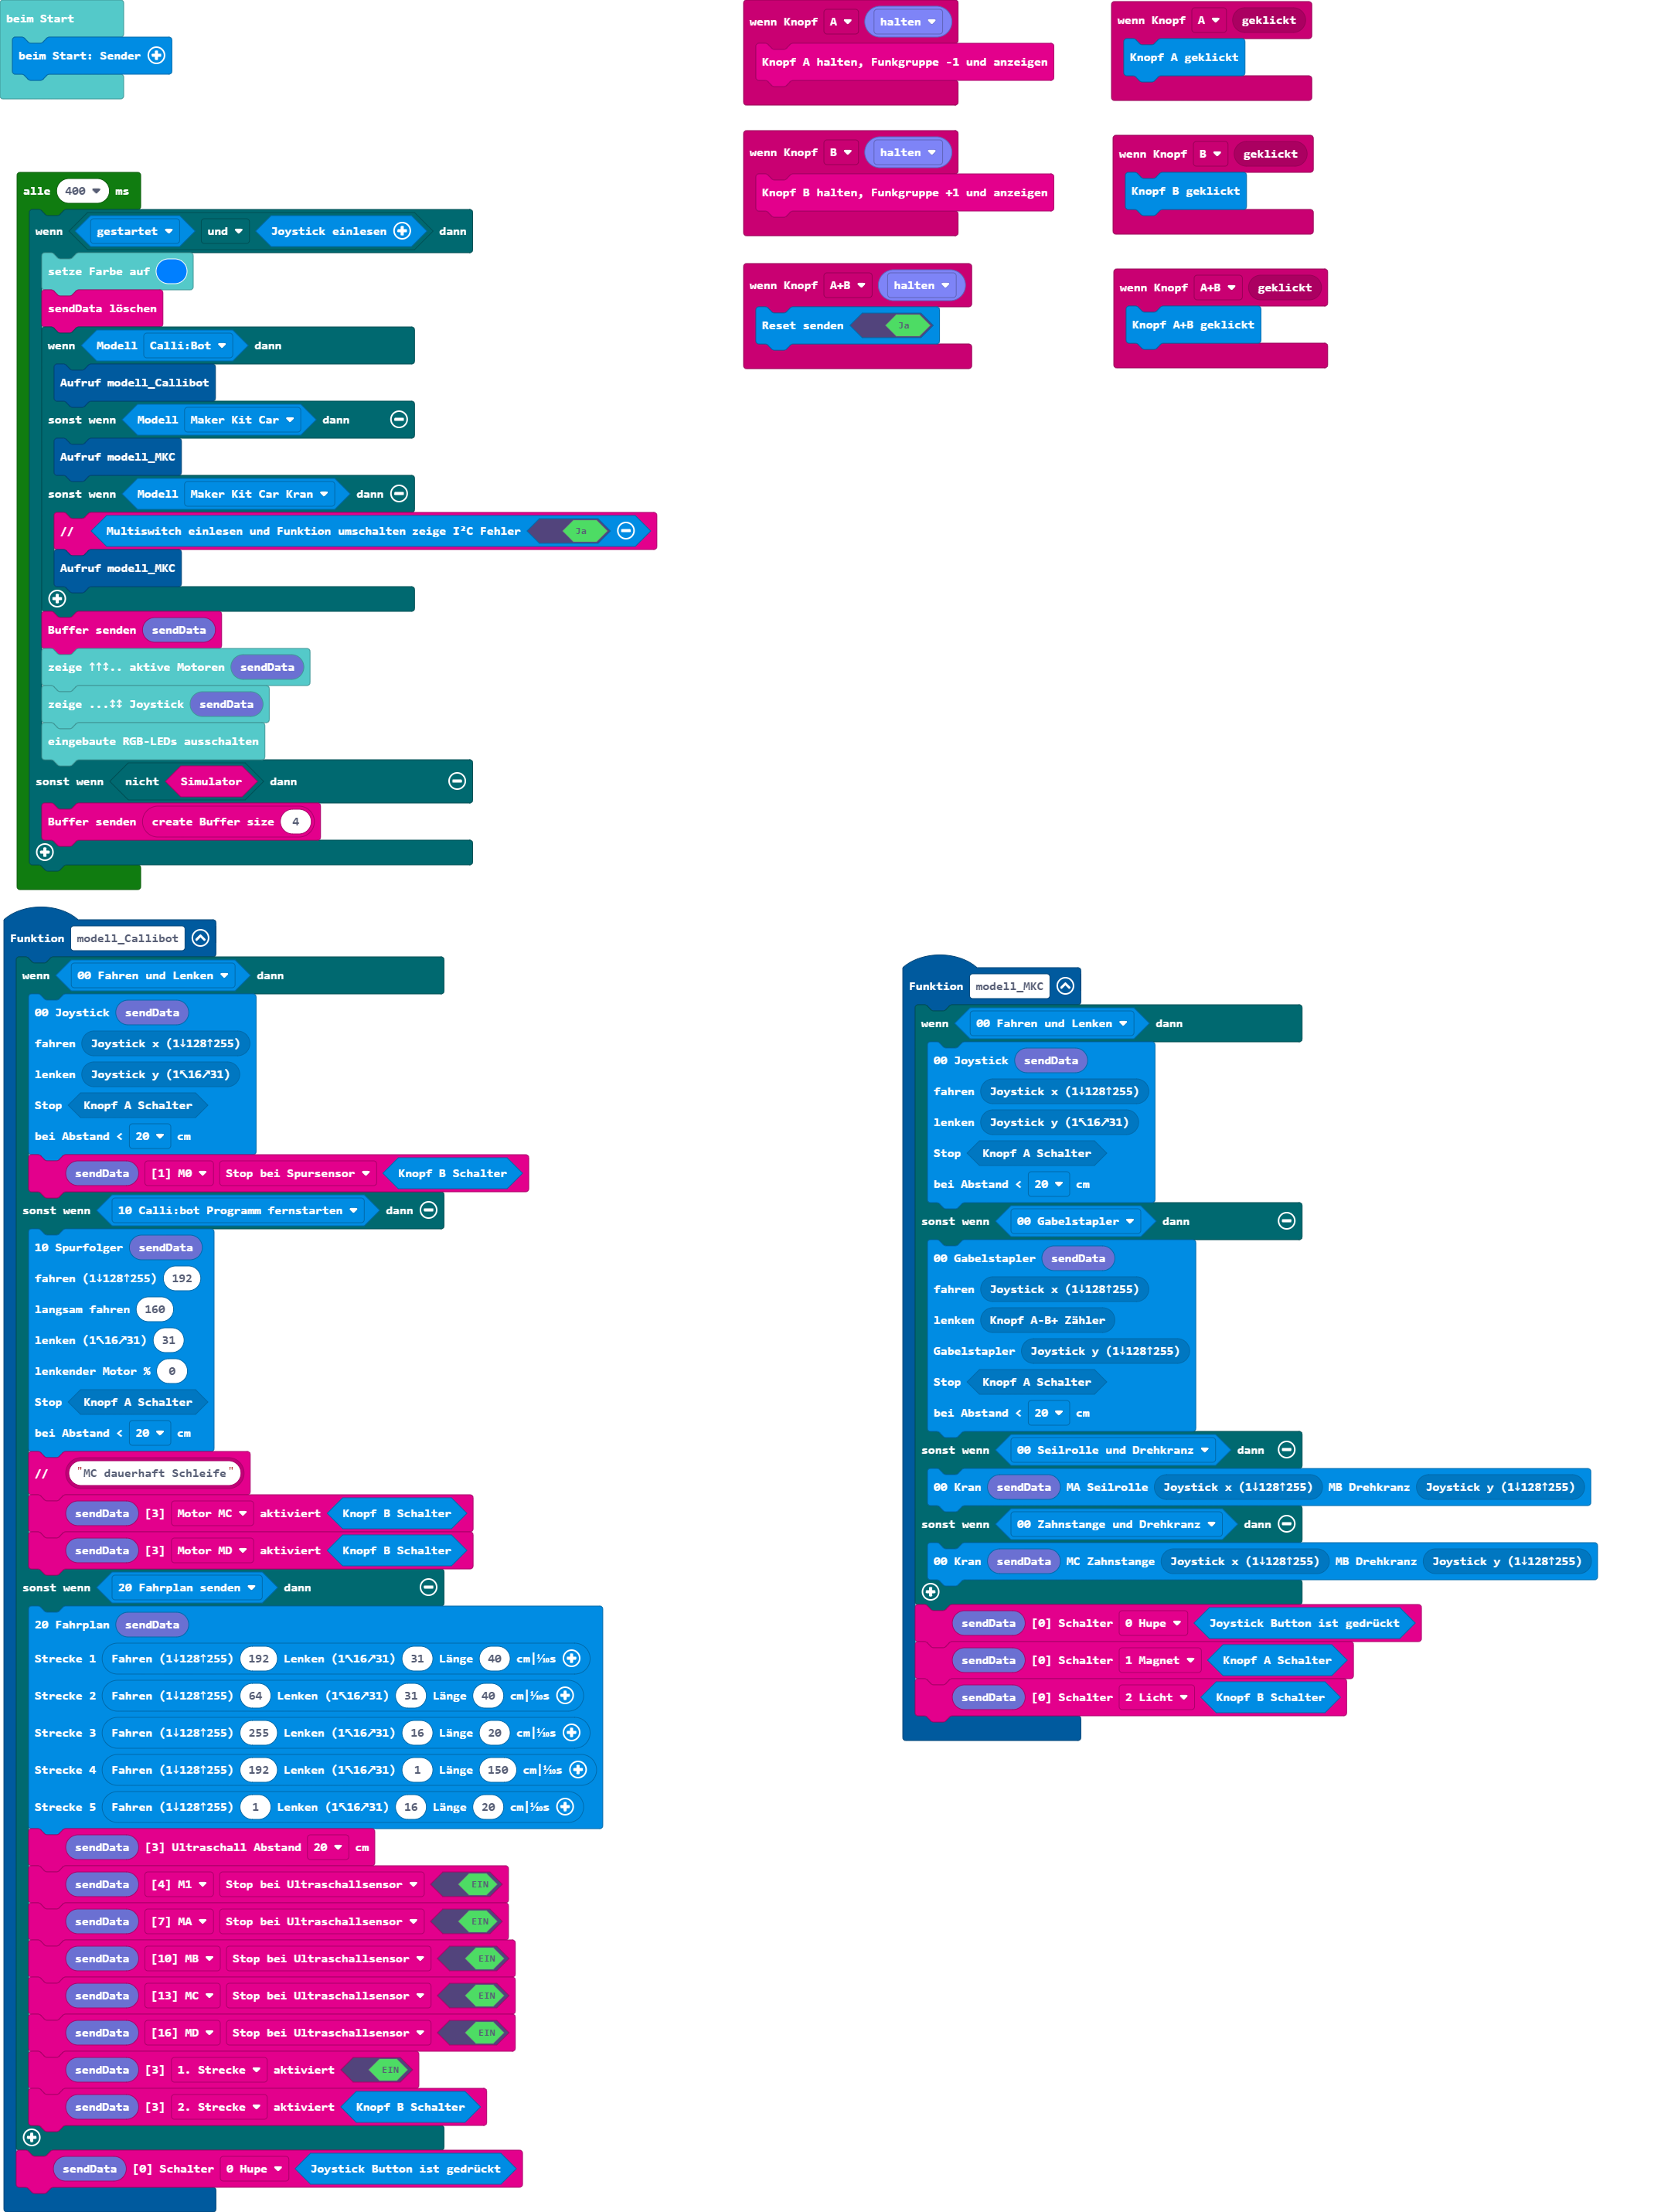 beim Start
beim Start: Sender
alle 400 ms
wenn gestartet und Joystick einlesen dann
setze Farbe auf
sendData löschen
wenn Modell Calli:Bot dann
Aufruf modell_Callibot
sonst wenn Modell Maker Kit Car dann
Aufruf modell_MKC
sonst wenn Modell Maker Kit Car Kran dann
// Multiswitch einlesen und Funktion umschalten zeige I²C Fehler Ja
Aufruf modell_MKC
Buffer senden sendData
zeige ↑↑↕.. aktive Motoren sendData
zeige ...↕↕ Joystick sendData
eingebaute RGB-LEDs ausschalten
sonst wenn nicht Simulator dann
Buffer senden create Buffer size 4
wenn Knopf A halten
Knopf A halten, Funkgruppe -1 und anzeigen
wenn Knopf B halten
Knopf B halten, Funkgruppe +1 und anzeigen
wenn Knopf A+B halten
Reset senden Ja
wenn Knopf A geklickt
Knopf A geklickt
wenn Knopf B geklickt
Knopf B geklickt
wenn Knopf A+B geklickt
Knopf A+B geklickt
Funktion modell_Callibot
wenn 00 Fahren und Lenken dann
00 Joystick sendData
fahren Joystick x (1↓128↑255)
lenken Joystick y (1↖16↗31)
Stop Knopf A Schalter
bei Abstand < 20 cm
sendData [1] M0 Stop bei Spursensor Knopf B Schalter
sonst wenn 10 Calli:bot Programm fernstarten dann
10 Spurfolger sendData
fahren (1↓128↑255) 192
langsam fahren 160
lenken (1↖16↗31) 31
lenkender Motor % 0
Stop Knopf A Schalter
bei Abstand < 20 cm
// "MC dauerhaft Schleife"
sendData [3] Motor MC aktiviert Knopf B Schalter
sendData [3] Motor MD aktiviert Knopf B Schalter
sonst wenn 20 Fahrplan senden dann
20 Fahrplan sendData
Strecke 1 Fahren (1↓128↑255) 192 Lenken (1↖16↗31) 31 Länge 40 cm|⅒s
Strecke 2 Fahren (1↓128↑255) 64 Lenken (1↖16↗31) 31 Länge 40 cm|⅒s
Strecke 3 Fahren (1↓128↑255) 255 Lenken (1↖16↗31) 16 Länge 20 cm|⅒s
Strecke 4 Fahren (1↓128↑255) 192 Lenken (1↖16↗31) 1 Länge 150 cm|⅒s
Strecke 5 Fahren (1↓128↑255) 1 Lenken (1↖16↗31) 16 Länge 20 cm|⅒s
sendData [3] Ultraschall Abstand 20 cm
sendData [4] M1 Stop bei Ultraschallsensor EIN
sendData [7] MA Stop bei Ultraschallsensor EIN
sendData [10] MB Stop bei Ultraschallsensor EIN
sendData [13] MC Stop bei Ultraschallsensor EIN
sendData [16] MD Stop bei Ultraschallsensor EIN
sendData [3] 1. Strecke aktiviert EIN
sendData [3] 2. Strecke aktiviert Knopf B Schalter
sendData [0] Schalter 0 Hupe Joystick Button ist gedrückt
Funktion modell_MKC
wenn 00 Fahren und Lenken dann
00 Joystick sendData
fahren Joystick x (1↓128↑255)
lenken Joystick y (1↖16↗31)
Stop Knopf A Schalter
bei Abstand < 20 cm
sonst wenn 00 Gabelstapler dann
00 Gabelstapler sendData
fahren Joystick x (1↓128↑255)
lenken Knopf A-B+ Zähler
Gabelstapler Joystick y (1↓128↑255)
Stop Knopf A Schalter
bei Abstand < 20 cm
sonst wenn 00 Seilrolle und Drehkranz dann
00 Kran sendData MA Seilrolle Joystick x (1↓128↑255) MB Drehkranz Joystick y (1↓128↑255)
sonst wenn 00 Zahnstange und Drehkranz dann
00 Kran sendData MC Zahnstange Joystick x (1↓128↑255) MB Drehkranz Joystick y (1↓128↑255)
sendData [0] Schalter 0 Hupe Joystick Button ist gedrückt
sendData [0] Schalter 1 Magnet Knopf A Schalter
sendData [0] Schalter 2 Licht Knopf B Schalter